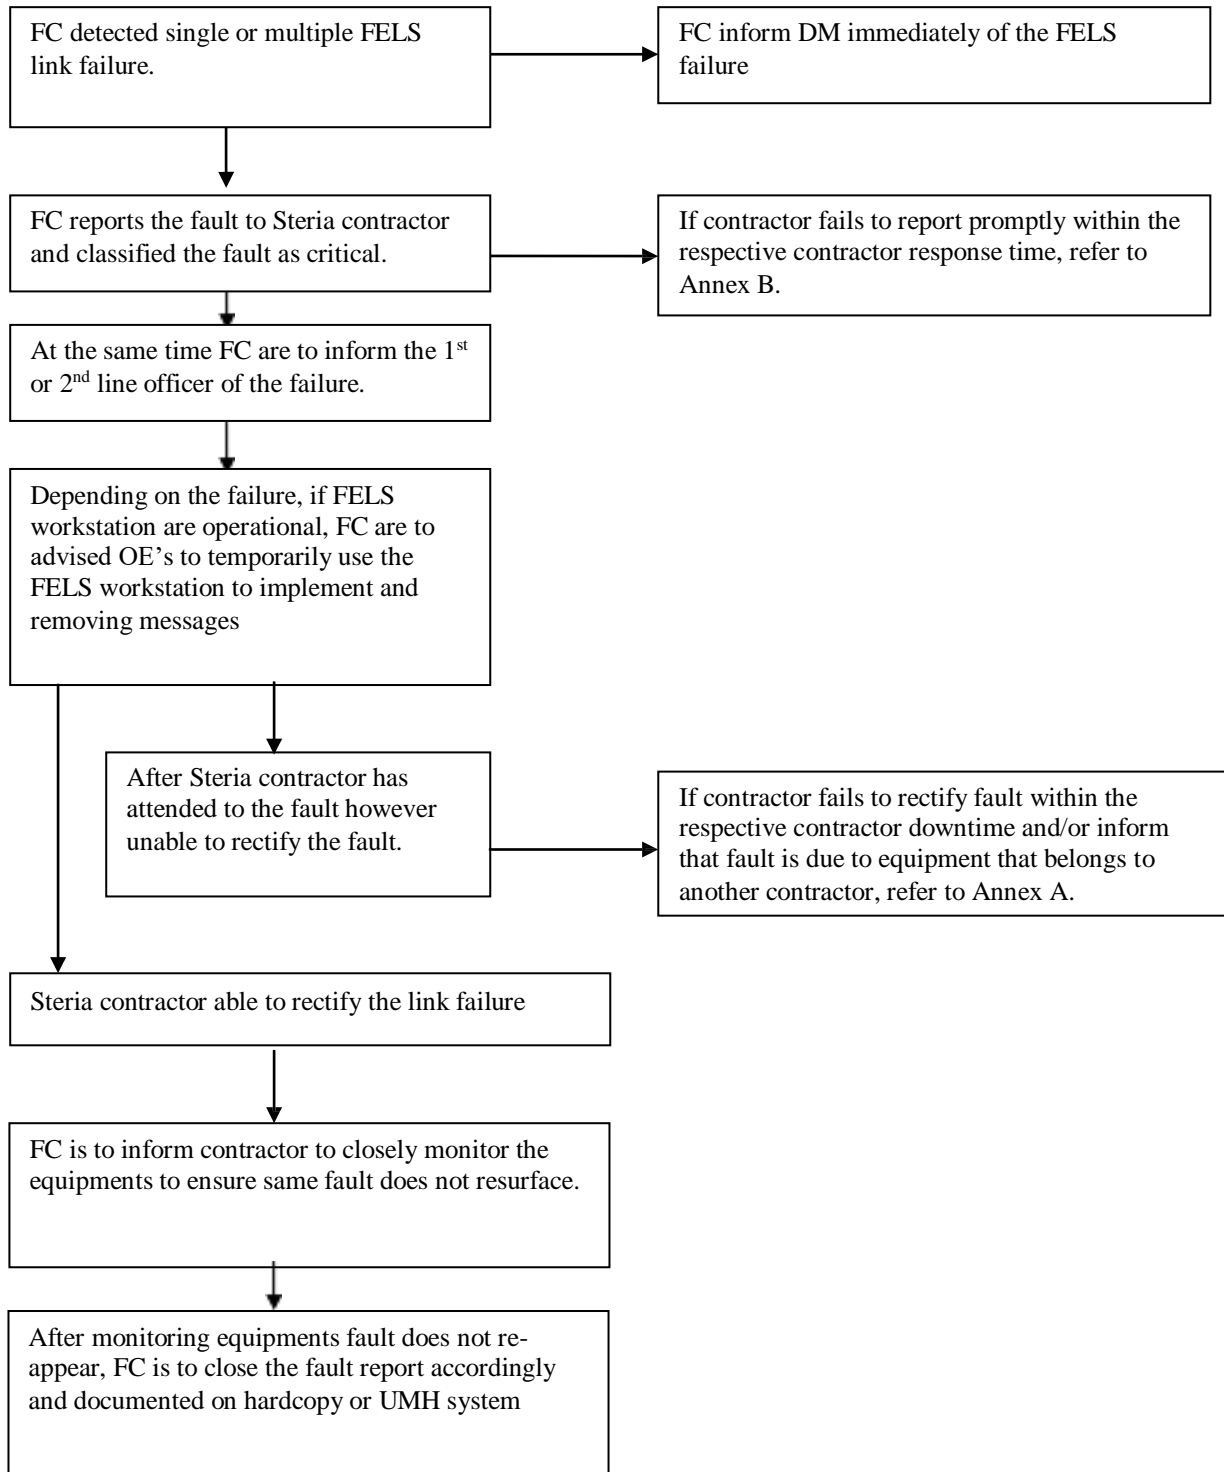 FC detected single or multiple FELS
link failure.
FC inform DM immediately of the FELS
failure
FC reports the fault to Steria contractor
and classified the fault as critical.
If contractor fails to report promptly within the
respective contractor response time, refer to
Annex B.
At the same time FC are to inform the 1st
or 2nd line officer of the failure.
Depending on the failure, if FELS
workstation are operational, FC are to
advised OE’s to temporarily use the
FELS workstation to implement and
removing messages
After Steria contractor has
attended to the fault however
unable to rectify the fault.
If contractor fails to rectify fault within the
respective contractor downtime and/or inform
that fault is due to equipment that belongs to
another contractor, refer to Annex A.
Steria contractor able to rectify the link failure
FC is to inform contractor to closely monitor the
equipments to ensure same fault does not resurface.
After monitoring equipments fault does not re-
appear, FC is to close the fault report accordingly
and documented on hardcopy or UMH system